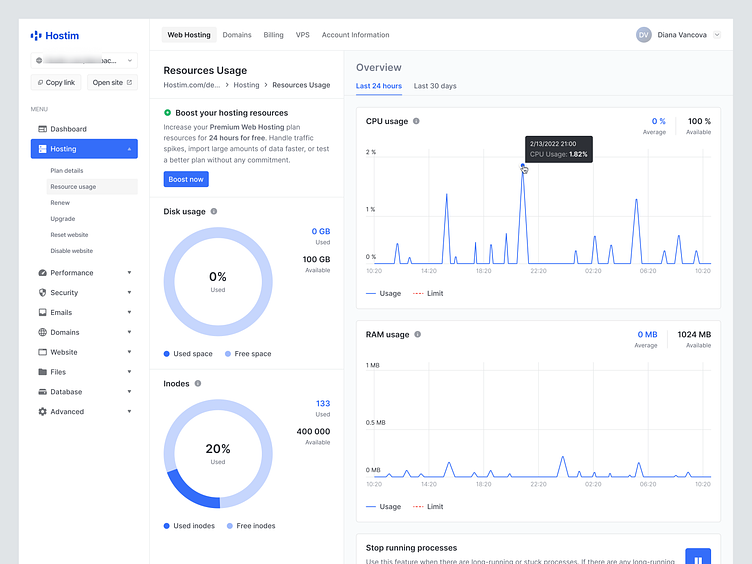 Hostim
Web Hosting
Domains
Billing
VPS
Account Information
DV
Diana Vancova
Copy link
Open site
MENU
Dashboard
Hosting
Plan details
Resource usage
Renew
Upgrade
Reset website
Disable website
Performance
Security
Emails
Domains
Website
Files
Database
Advanced
Resources Usage
Hostim.com/de... > Hosting > Resources Usage
Boost your hosting resources
Increase your Premium Web Hosting plan
resources for 24 hours for free. Handle traffic
spikes, import large amounts of data faster, or test
a better plan without any commitment.
Boost now
Disk usage
0%
Used
0 GB
Used
100 GB
Available
Used space
Free space
Inodes
20%
Used
133
Used
400 000
Available
Used inodes
Free inodes
Overview
Last 24 hours
Last 30 days
CPU usage
0 %
Average
100 %
Available
2/13/2022 21:00
CPU Usage: 1.82%
2 %
1 %
0 %
10:20 14:20 18:20 22:20 02:20 06:20 10:20
Usage
Limit
RAM usage
0 MB
Average
1024 MB
Available
1 MB
0.5 MB
0 MB
10:20 14:20 18:20 22:20 02:20 06:20 10:20
Usage
Limit
Stop running processes
Use this feature when there are long-running or stuck processes. If there are any long-running